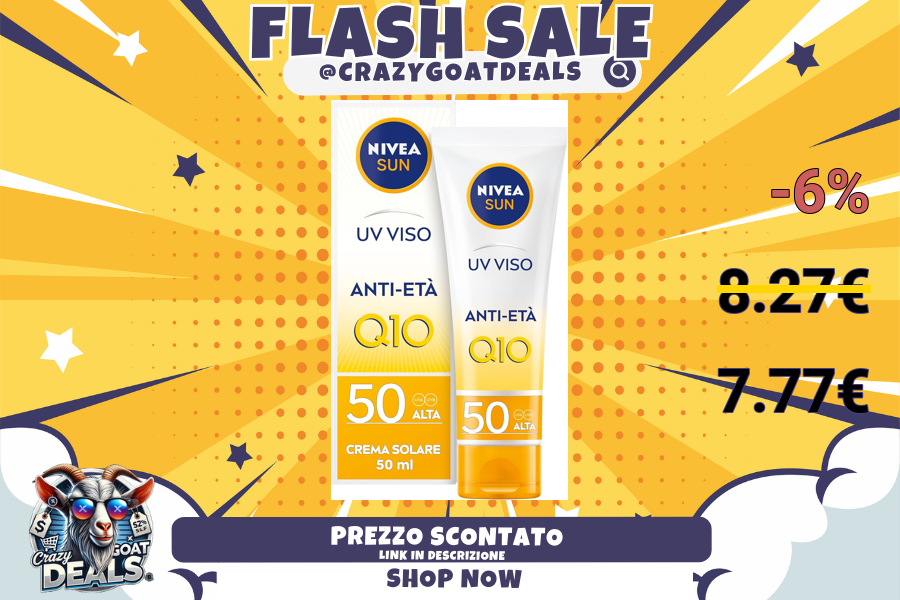 FLASH SALE
@CRAZYGOATDEALS
NIVEA
SUN
UV VISO
ANTI-ETÀ
Q10
50
ALTA
CREMA SOLARE
50 ml
NIVEA
SUN
UV VISO
ANTI-ETÀ
Q10
50
ALTA
-6%
8.27€
7.77€
$
52%
Crazy
GOAT
DEALS
PREZZO SCONTATO
LINK IN DESCRIZIONE
SHOP NOW